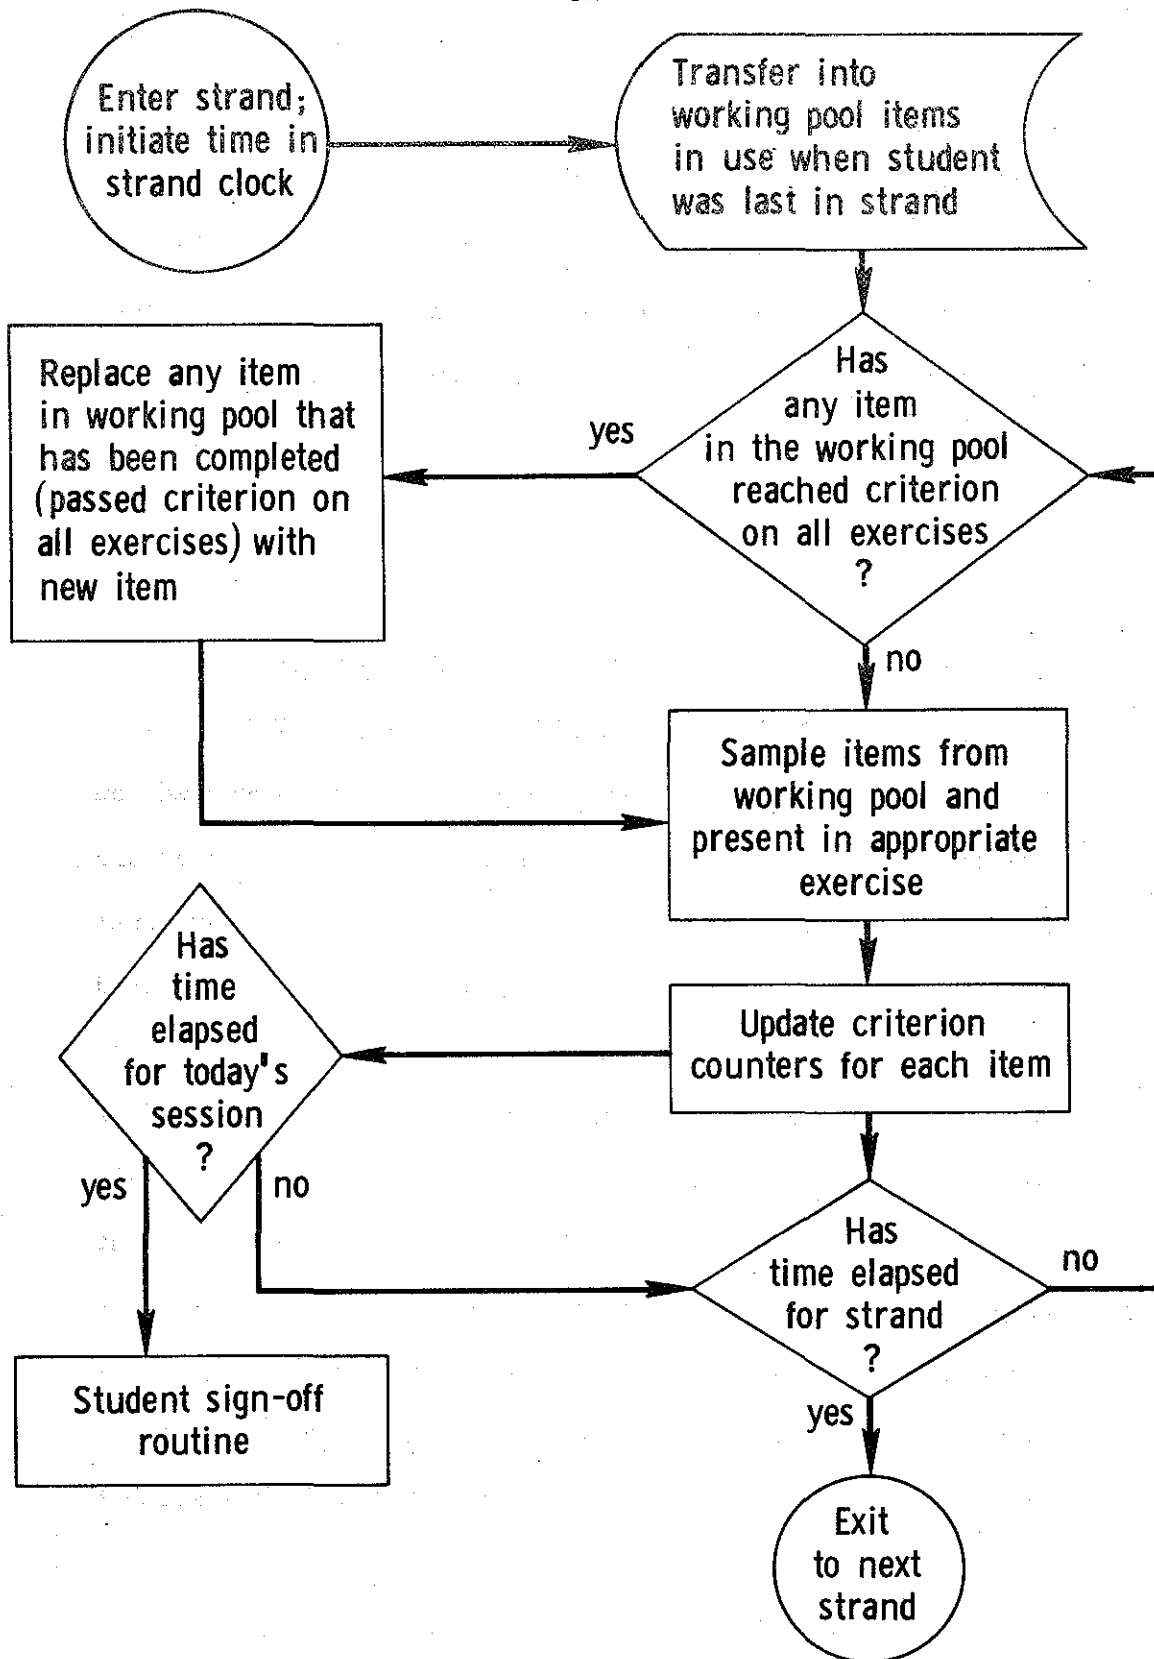 Enter strand;
initiate time in
strand clock
Transfer into
working pool items
in use when student
was last in strand
Has
any item
in the working pool
reached criterion
on all exercises
?
yes
no
Replace any item
in working pool that
has been completed
(passed criterion on
all exercises) with
new item
Sample items from
working pool and
present in appropriate
exercise
Update criterion
counters for each item
Has
time
elapsed
for today's
session
?
yes
no
Student sign-off
routine
Has
time elapsed
for strand
?
no
yes
Exit
to next
strand